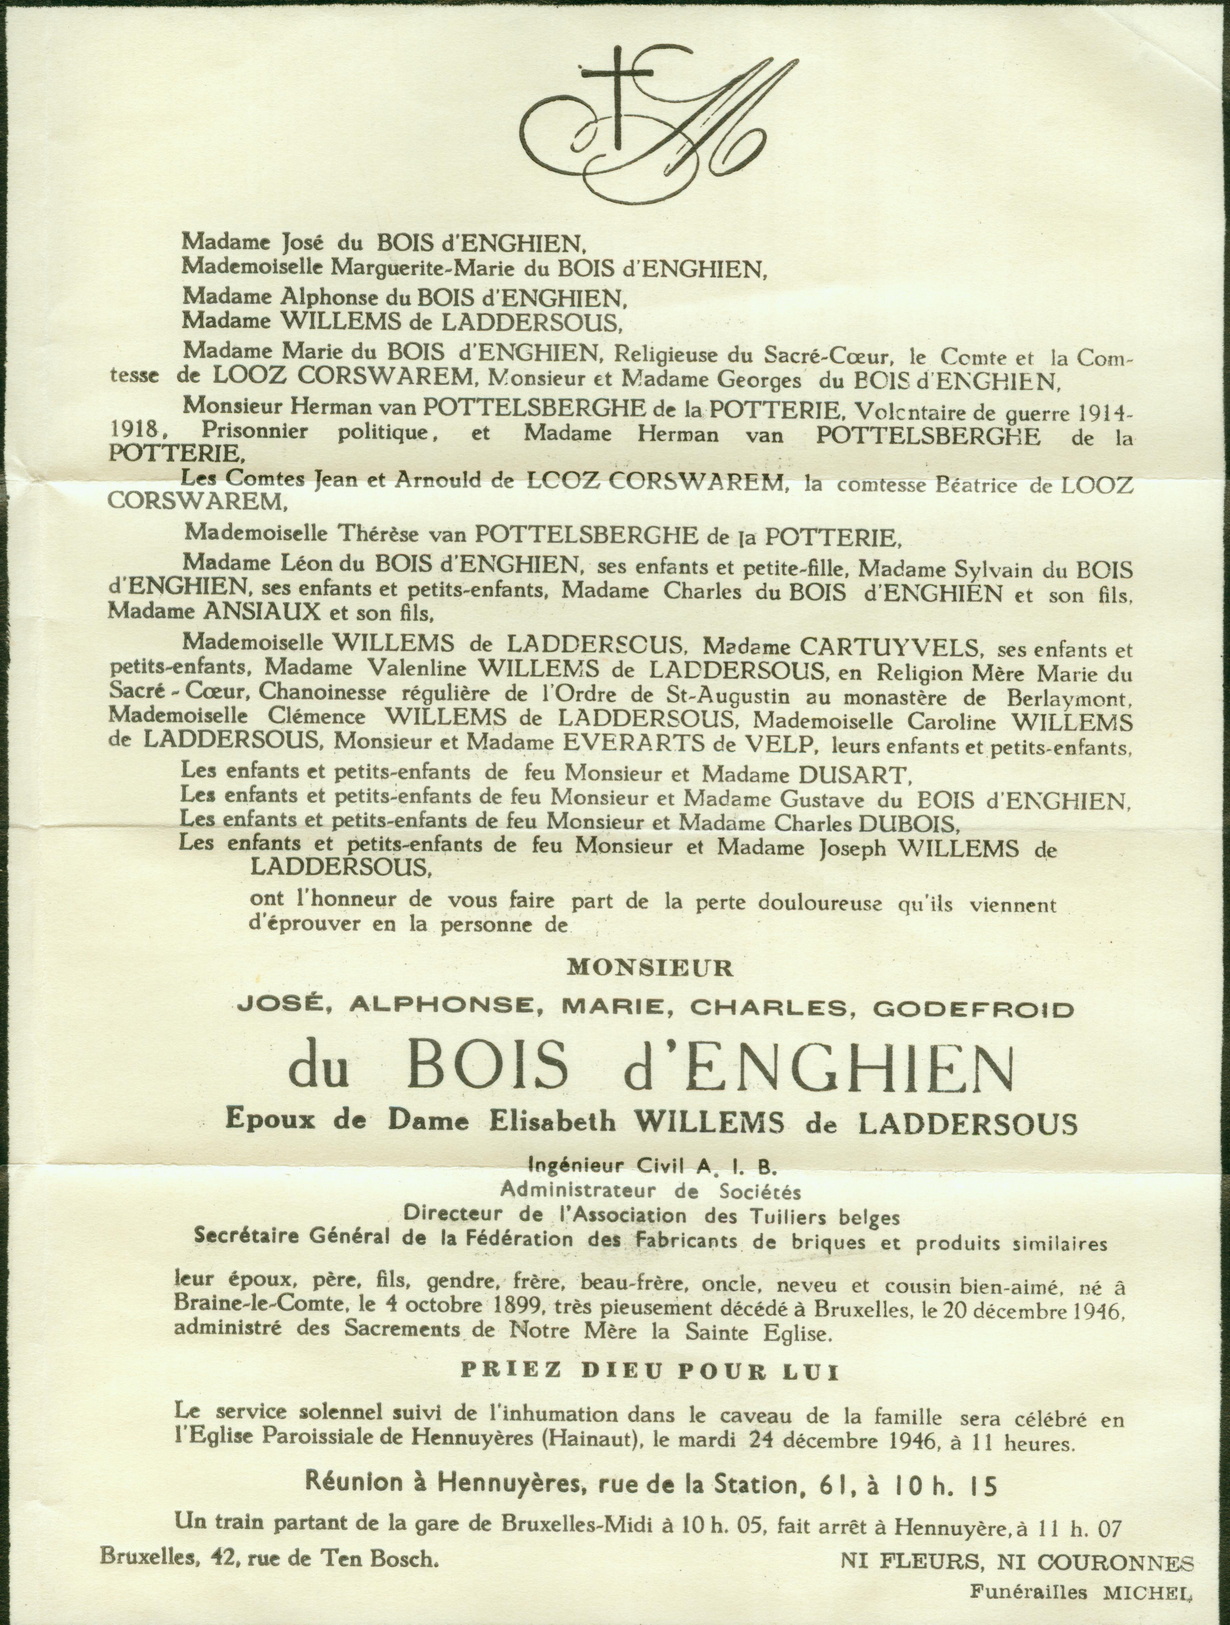 M
Madame José du BOIS d'ENGHIEN,
Mademoiselle Marguerite-Marie du BOIS d'ENGHIEN,
Madame Alphonse du BOIS d'ENGHIEN,
Madame WILLEMS de LADDERSOUS,
Madame Marie du BOIS d'ENGHIEN, Religieuse du Sacré-Cœur, le Comte et la Com-
tesse de LOOZ CORSWAREM, Monsieur et Madame Georges du BOIS d'ENGHIEN,
Monsieur Herman van POTTELSBERGHE de la POTTERIE, Volontaire de guerre 1914-
1918, Prisonnier politique, et Madame Herman van POTTELSBERGHE de la
POTTERIE,
Les Comtes Jean et Arnould de LOOZ CORSWAREM, la comtesse Béatrice de LOOZ
CORSWAREM,
Mademoiselle Thérèse van POTTELSBERGHE de la POTTERIE,
Madame Léon du BOIS d'ENGHIEN, ses enfants et petite-fille, Madame Sylvain du BOIS
d'ENGHIEN, ses enfants et petits-enfants, Madame Charles du BOIS d'ENGHIEN et son fils,
Madame ANSIAUX et son fils,
Mademoiselle WILLEMS de LADDERSOUS, Madame CARTUYVELS, ses enfants et
petits-enfants, Madame Valenline WILLEMS de LADDERSOUS, en Religion Mère Marie du
Sacré-Cœur, Chanoinesse régulière de l'Ordre de St-Augustin au monastère de Berlaymont,
Mademoiselle Clémence WILLEMS de LADDERSOUS, Mademoiselle Caroline WILLEMS
de LADDERSOUS, Monsieur et Madame EVERARTS de VELP, leurs enfants et petits-enfants,
Les enfants et petits-enfants de feu Monsieur et Madame DUSART,
Les enfants et petits-enfants de feu Monsieur et Madame Gustave du BOIS d'ENGHIEN,
Les enfants et petits-enfants de feu Monsieur et Madame Charles DUBOIS,
Les enfants et petits-enfants de feu Monsieur et Madame Joseph WILLEMS de
LADDERSOUS,
ont l'honneur de vous faire part de la perte douloureuse qu'ils viennent
d'éprouver en la personne de
MONSIEUR
JOSÉ, ALPHONSE, MARIE, CHARLES, GODEFROID
du BOIS d'ENGHIEN
Epoux de Dame Elisabeth WILLEMS de LADDERSOUS
Ingénieur Civil A. I. B.
Administrateur de Sociétés
Directeur de l'Association des Tuiliers belges
Secrétaire Général de la Fédération des Fabricants de briques et produits similaires
leur époux, père, fils, gendre, frère, beau-frère, oncle, neveu et cousin bien-aimé, né â
Braine-le-Comte, le 4 octobre 1899, très pieusement décédé à Bruxelles, le 20 décembre 1946,
administré des Sacrements de Notre Mère la Sainte Eglise.
PRIEZ DIEU POUR LUI
Le service solennel suivi de l'inhumation dans le caveau de la famille sera célébré en
l'Eglise Paroissiale de Hennuyères (Hainaut), le mardi 24 décembre 1946, à 11 heures.
Réunion à Hennuyères, rue de la Station, 61, à 10 h. 15
Un train partant de la gare de Bruxelles-Midi à 10 h. 05, fait arrêt à Hennuyère, à 11 h. 07
Bruxelles, 42, rue de Ten Bosch.
NI FLEURS, NI COURONNES
Funérailles MICHEL